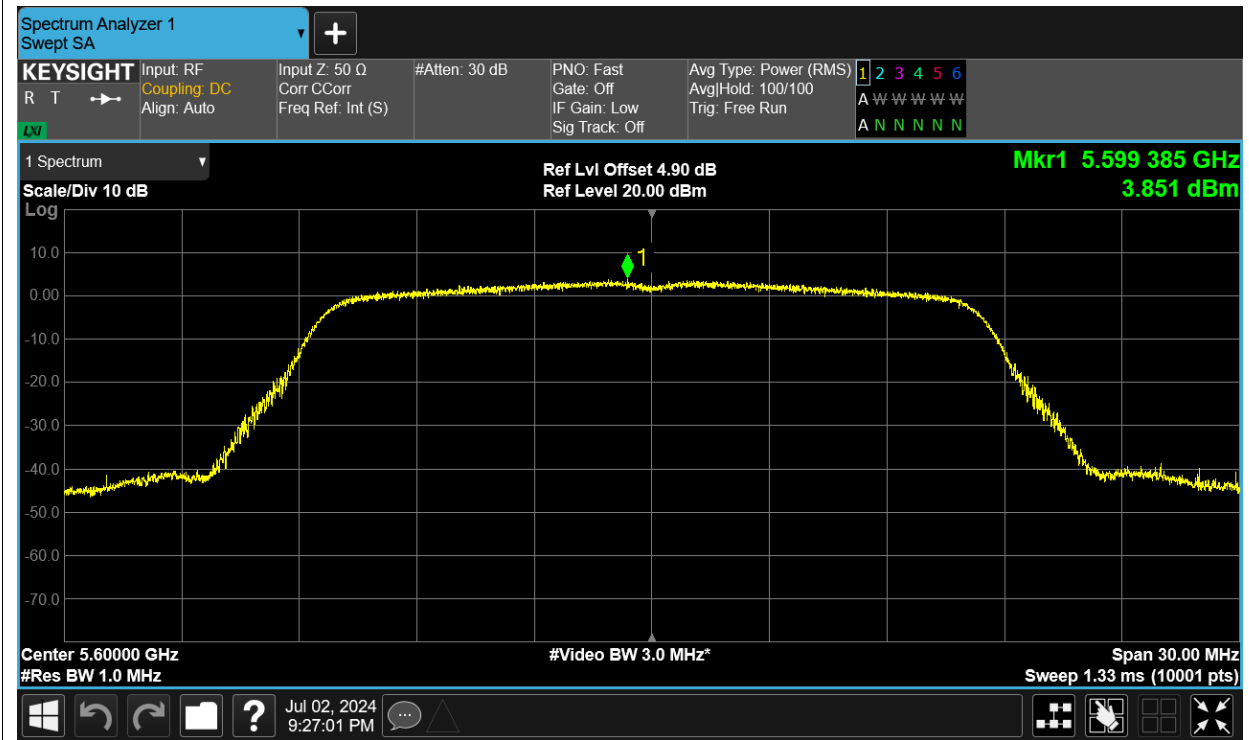 Spectrum Analyzer 1
Swept SA
KEYSIGHT
R T
LXI
Input: RF
Coupling: DC
Align: Auto
Input Z: 50 Ω
Corr CCorr
Freq Ref: Int (S)
#Atten: 30 dB
PNO: Fast
Gate: Off
IF Gain: Low
Sig Track: Off
Avg Type: Power (RMS)
Avg|Hold: 100/100
Trig: Free Run
1 2 3 4 5 6
A W W W W W
A N N N N N
1 Spectrum
Scale/Div 10 dB
Log
Ref Lvl Offset 4.90 dB
Ref Level 20.00 dBm
Mkr1 5.599 385 GHz
3.851 dBm
1
10.0
0.00
-10.0
-20.0
-30.0
-40.0
-50.0
-60.0
-70.0
Center 5.60000 GHz
#Res BW 1.0 MHz
#Video BW 3.0 MHz*
Span 30.00 MHz
Sweep 1.33 ms (10001 pts)
?
Jul 02, 2024
9:27:01 PM